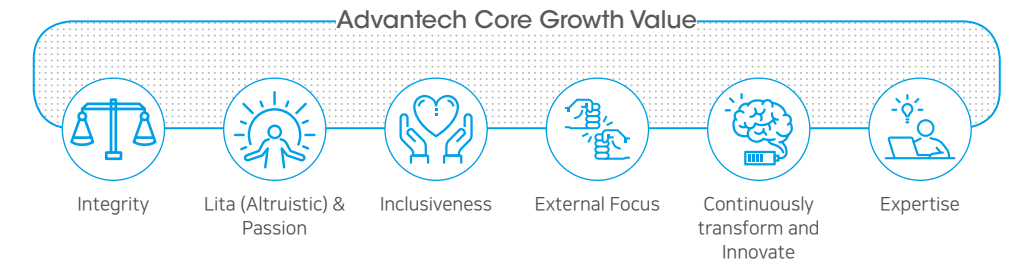 Advantech Core Growth Value
Integrity
Lita (Altruistic) &
Passion
Inclusiveness
External Focus
Continuously
transform and
Innovate
Expertise